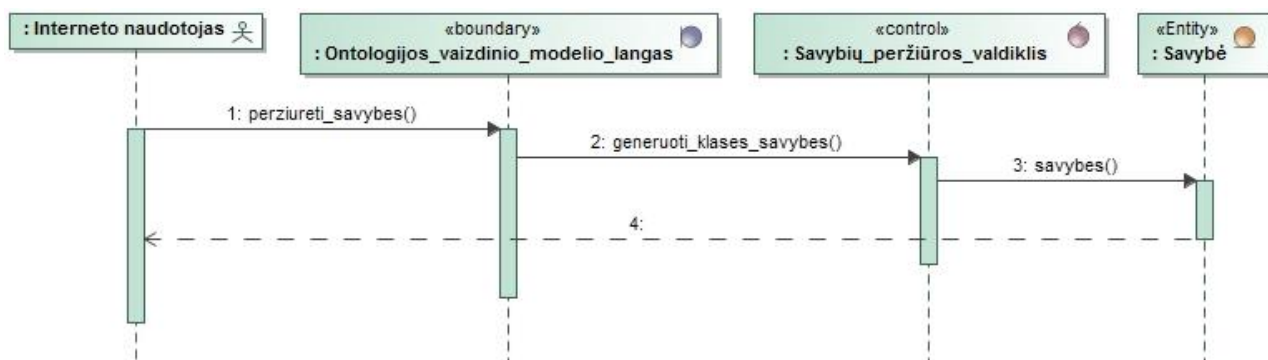 : Interneto naudotojas
«boundary»
: Ontologijos_vaizdinio_modelio_langas
«control»
: Savybių_peržiūros_valdiklis
«Entity»
: Savybė
1: perziureti_savybes()
2: generuoti_klases_savybes()
3: savybes()
4: